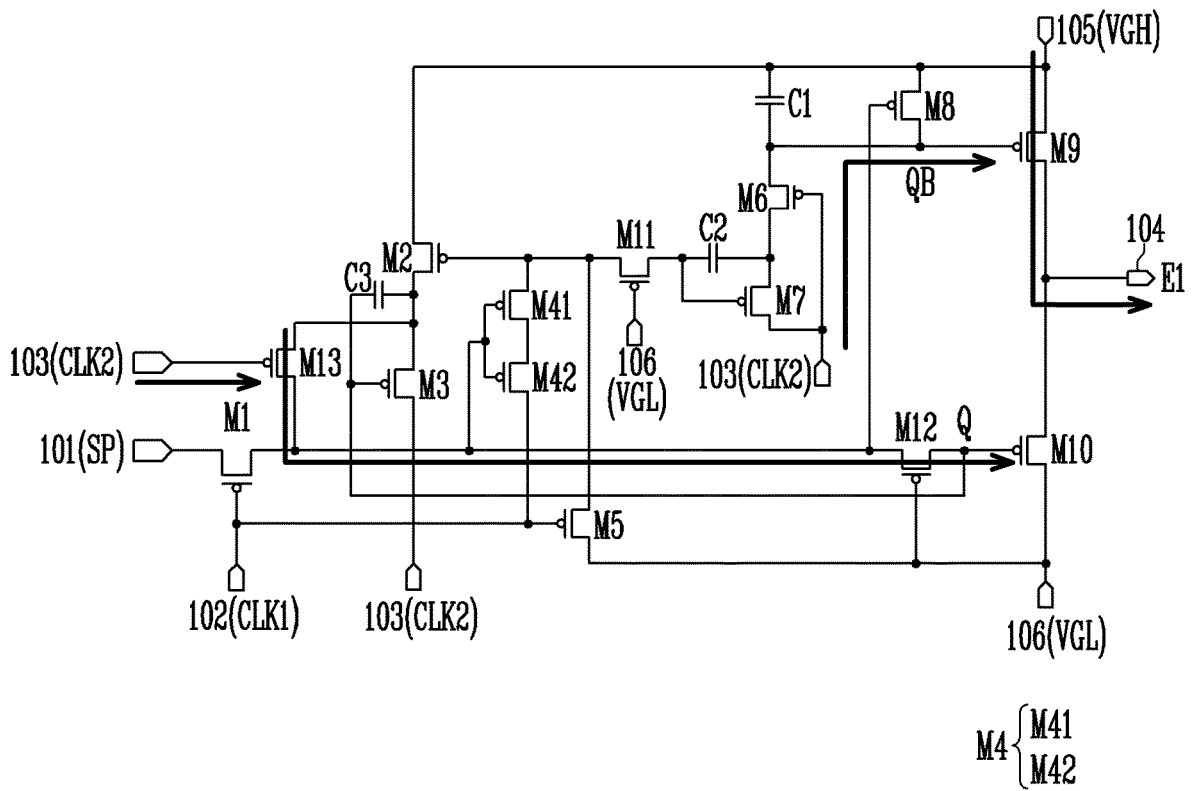 105(VGH)
C1
M8
M9
QB
M6
104
E1
M11
C2
M2
C3
M7
M41
103(CLK2)
M13
M3
M42
106
(VGL)
103(CLK2)
M1
M12
Q
101(SP)
M10
M5
102(CLK1)
103(CLK2)
106(VGL)
M4
M41
M42